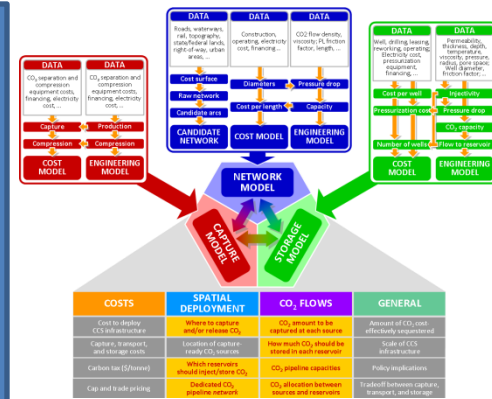 DATA
DATA
DATA
Roads, waterways,
rail, topography,
state/federal lands,
right-of-way, urban
areas, ...
Construction,
operating, electricity
cost, financing...
CO2 flow density,
viscosity; PL friction
factor, length, ...
Cost surface
Raw network
Candidate arcs
Diameters
Pressure drop
Cost per length
Capacity
CANDIDATE
NETWORK
COST MODEL
ENGINEERING
MODEL
DATA
DATA
CO₂ separation and
compression
equipment costs,
financing, electricity
cost, ...
CO₂ separation and
compression
equipment costs,
financing, electricity
cost, ...
Capture
Production
Compression
Compression
COST
MODEL
ENGINEERING
MODEL
DATA
DATA
Well, drilling, leasing,
reworking, operating;
Electricity cost,
pressurization
equipment,
financing, ...
Permeability,
thickness, depth,
temperature,
viscosity, pressure,
radius, pore space;
Well diameter,
friction factor, ...
Cost per well
Injectivity
Pressurization cost
Pressure drop
CO₂ capacity
Number of wells
Flow to reservoir
COST
MODEL
ENGINEERING
MODEL
NETWORK
MODEL
CAPTURE
MODEL
STORAGE
MODEL
COSTS
SPATIAL
DEPLOYMENT
CO₂ FLOWS
GENERAL
Cost to deploy
CCS infrastructure
Where to capture
and/or release CO₂
CO₂ amount to be
captured at each source
Amount of CO₂ cost-
effectively sequestered
Capture, transport,
and storage costs
Location of capture-
ready CO₂ sources
How much CO₂ should be
stored in each reservoir
Scale of CCS
infrastructure
Carbon tax ($/tonne)
Which reservoirs
should inject/store CO₂
CO₂ pipeline capacities
Policy implications
Cap and trade pricing
Dedicated CO₂
pipeline network
CO₂ allocation between
sources and reservoirs
Tradeoff between capture,
transport, and storage